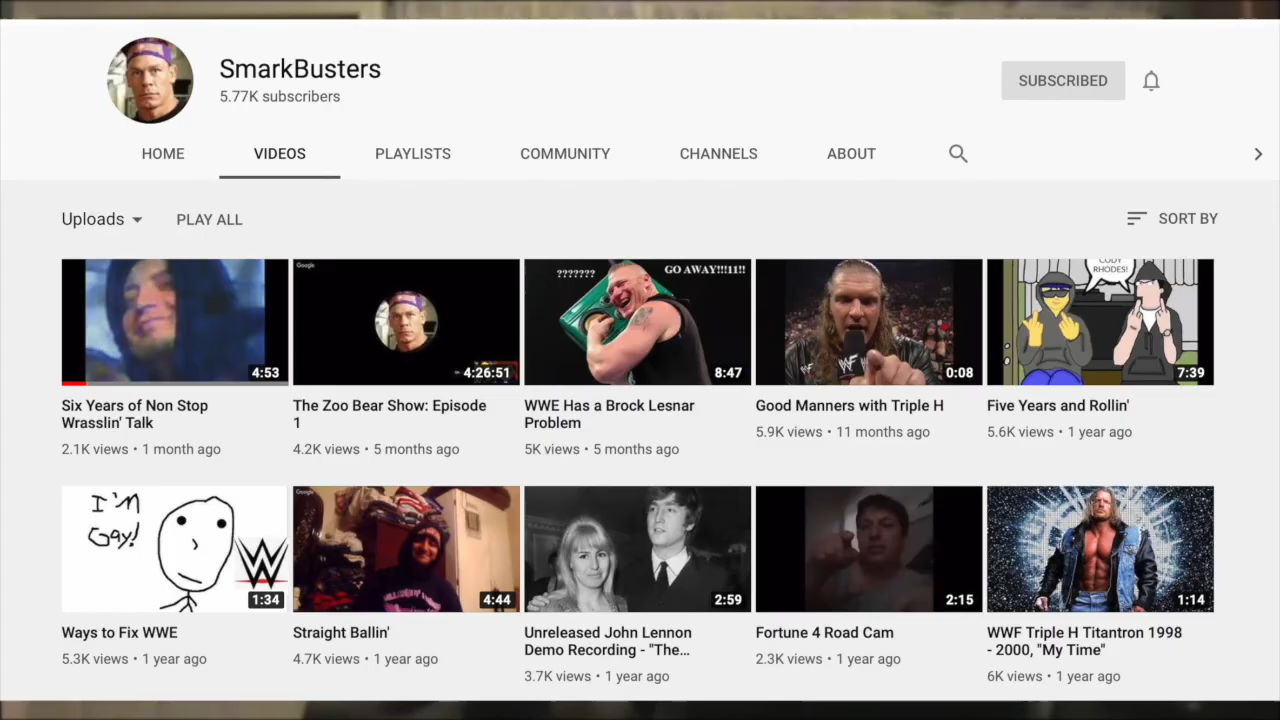 SmarkBusters
5.77K subscribers
SUBSCRIBED
HOME
VIDEOS
PLAYLISTS
COMMUNITY
CHANNELS
ABOUT
Uploads
PLAY ALL
SORT BY
4:53
Google
4:26:51
???????
GO AWAY!!!11!!
8:47
WF
0:08
CODY
RHODES!
7:39
Six Years of Non Stop
Wrasslin' Talk
2.1K views • 1 month ago
The Zoo Bear Show: Episode
1
4.2K views • 5 months ago
WWE Has a Brock Lesnar
Problem
5K views • 5 months ago
Good Manners with Triple H
5.9K views • 11 months ago
Five Years and Rollin'
5.6K views • 1 year ago
I'M
Gay!
W
1:34
Google
4:44
2:59
2:15
1:14
Ways to Fix WWE
5.3K views • 1 year ago
Straight Ballin'
4.7K views • 1 year ago
Unreleased John Lennon
Demo Recording - "The...
3.7K views • 1 year ago
Fortune 4 Road Cam
2.3K views • 1 year ago
WWF Triple H Titantron 1998
- 2000, "My Time"
6K views • 1 year ago